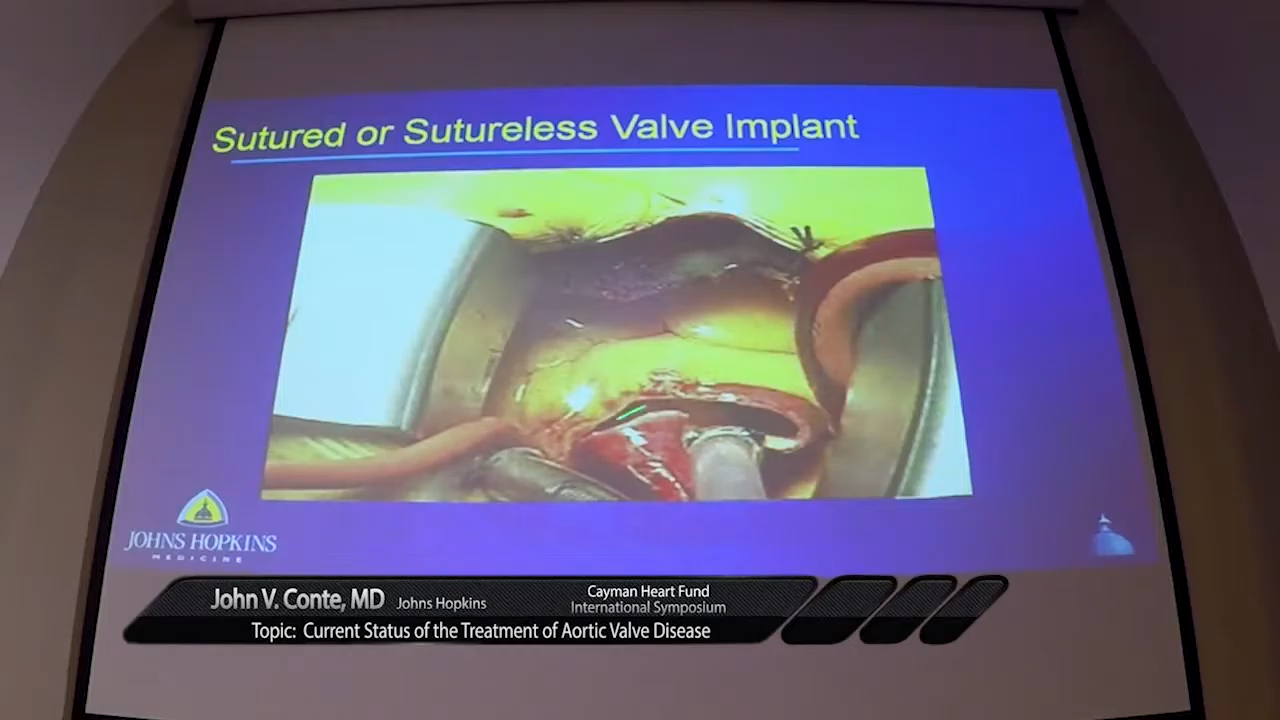 Sutured or Sutureless Valve Implant
JOHNS HOPKINS
MEDICINE
John V. Conte, MD Johns Hopkins
Cayman Heart Fund
International Symposium
Topic: Current Status of the Treatment of Aortic Valve Disease